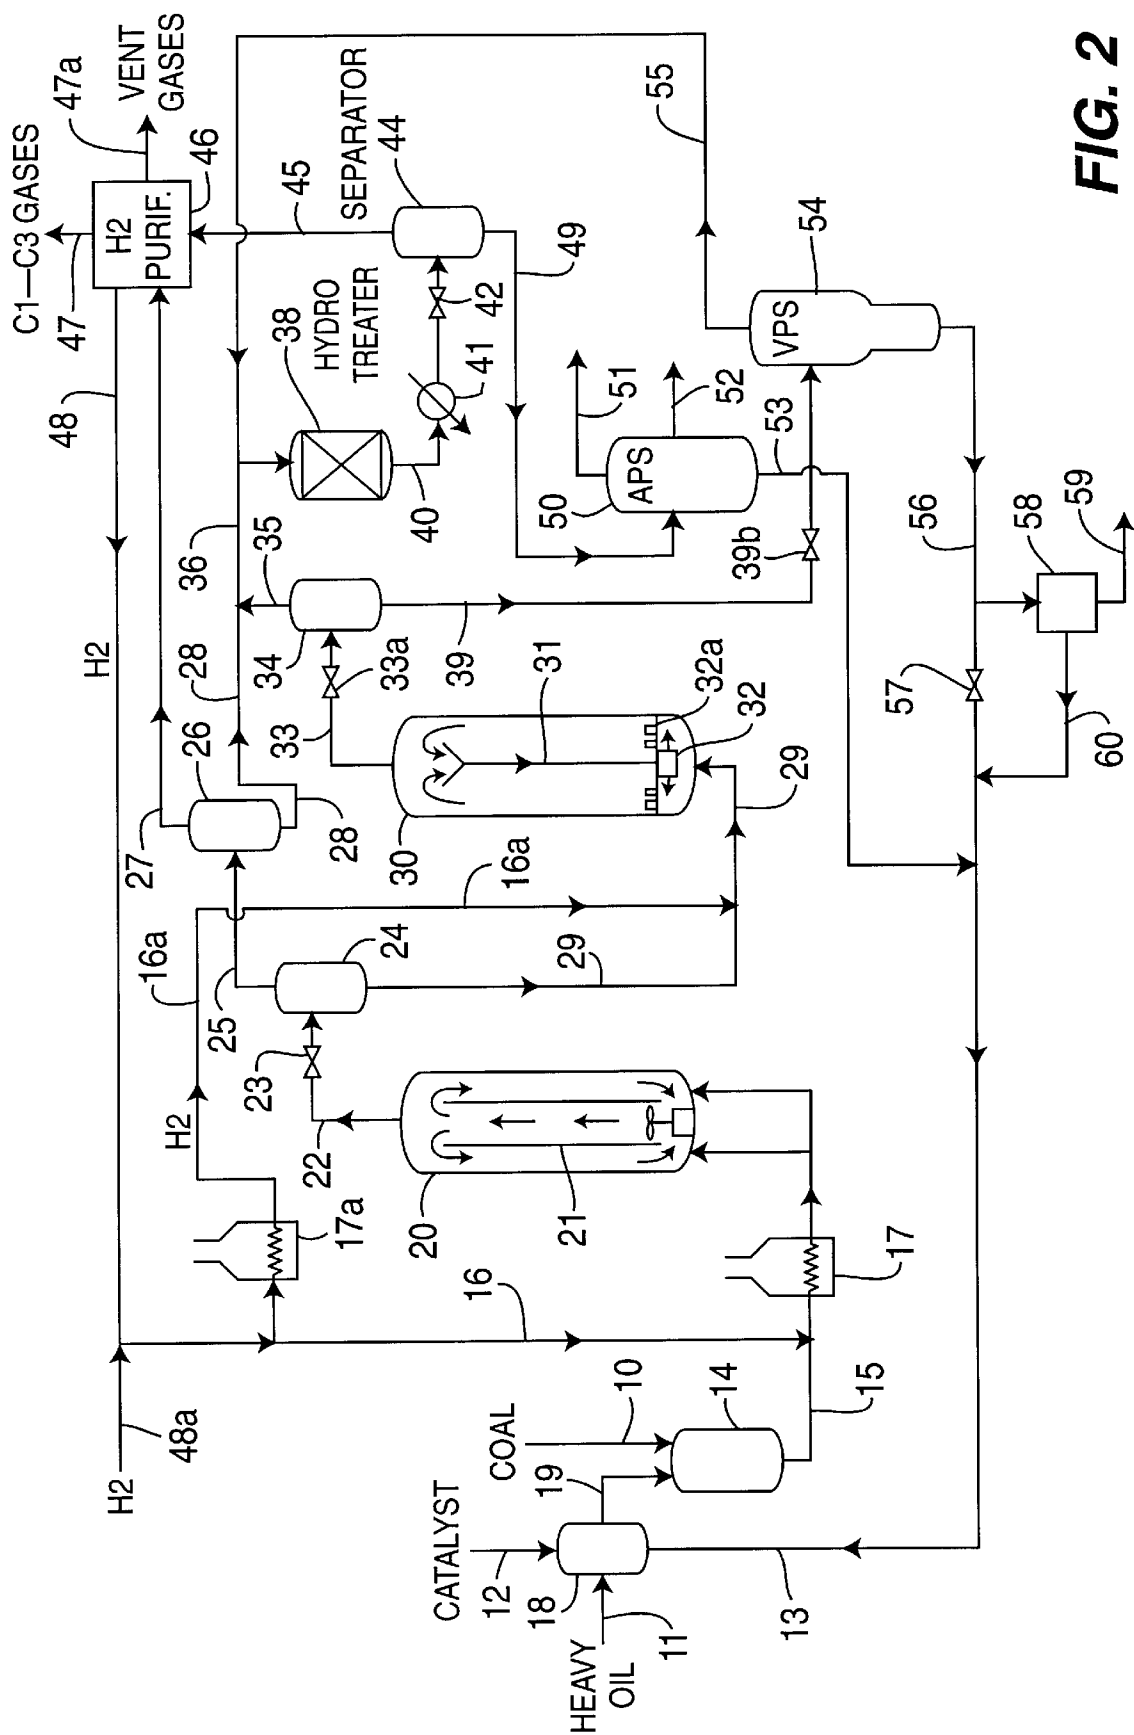 C1—C3 GASES
48
47
47a
VENT
GASES
H2
H2
48a
H2
PURIF.
46
27
26
16a
H2
25
28
36
35
45
SEPARATOR
44
17a
23
22
24
28
33
34
33a
38
HYDRO
TREATER
40
41
42
20
21
30
31
32a
32
39
49
16
16a
29
29
50
APS
51
52
53
39b
VPS
54
55
CATALYST
12
18
HEAVY
OIL
11
19
COAL
10
14
15
17
13
57
56
58
59
60
FIG. 2